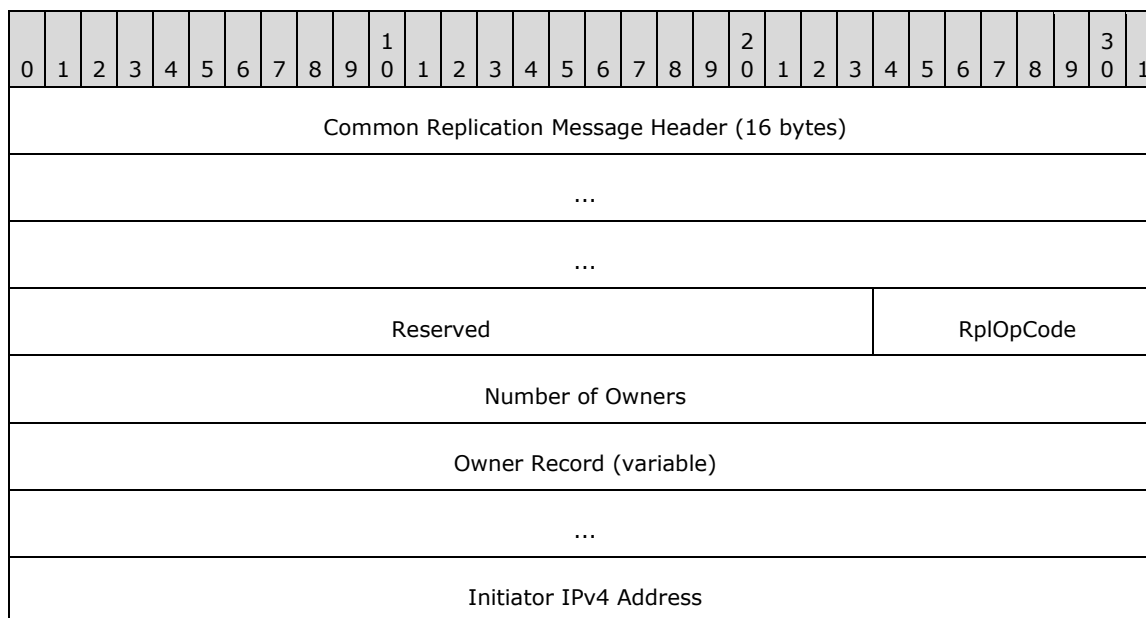 1 2 3
0 1 2 3 4 5 6 7 8 9 0 1 2 3 4 5 6 7 8 9 0 1 2 3 4 5 6 7 8 9 0 1
Common Replication Message Header (16 bytes)
...
...
Reserved RplOpCode
Number of Owners
Owner Record (variable)
...
Initiator IPv4 Address